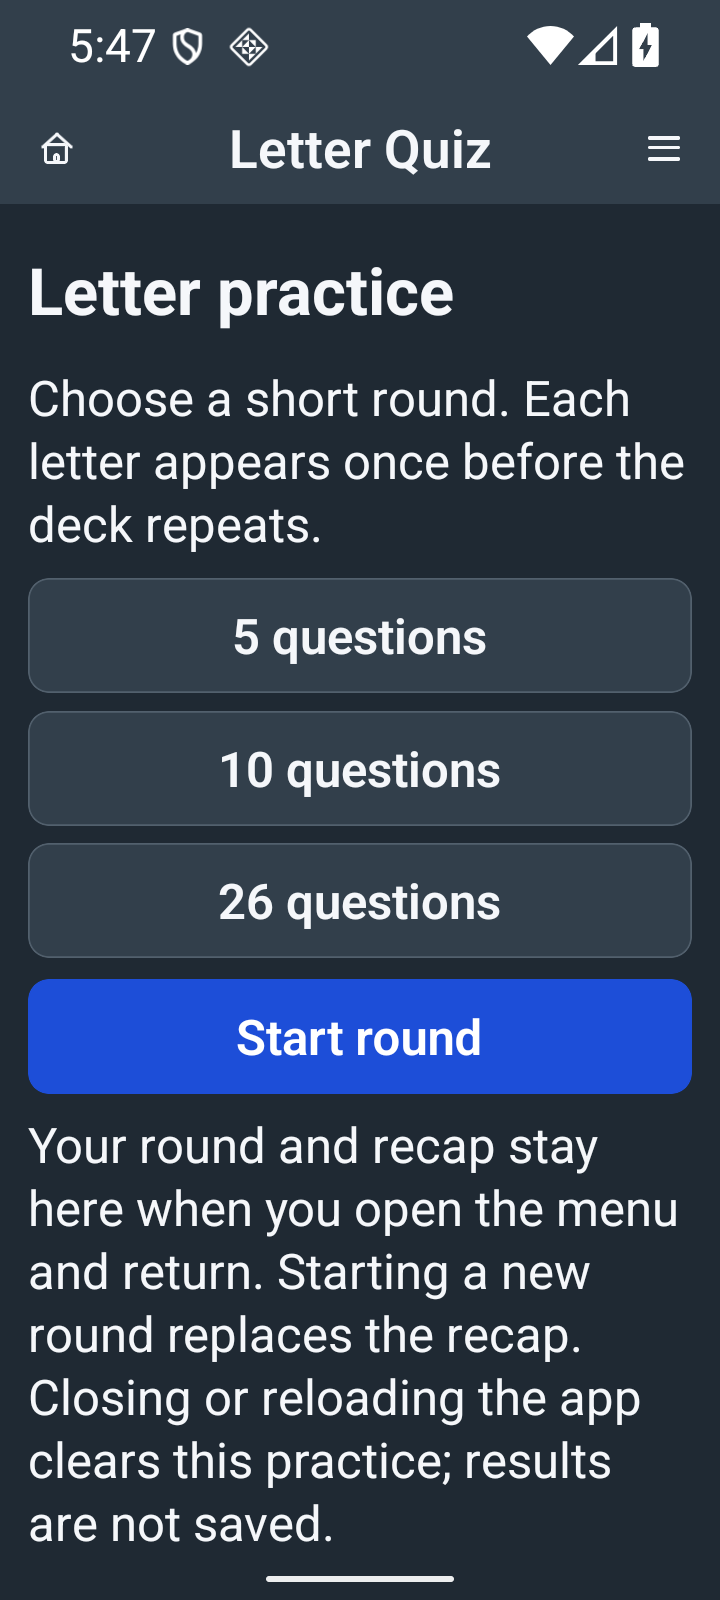 5:47
Letter Quiz
Letter practice
Choose a short round. Each
letter appears once before the
deck repeats.
5 questions
10 questions
26 questions
Start round
Your round and recap stay
here when you open the menu
and return. Starting a new
round replaces the recap.
Closing or reloading the app
clears this practice; results
are not saved.